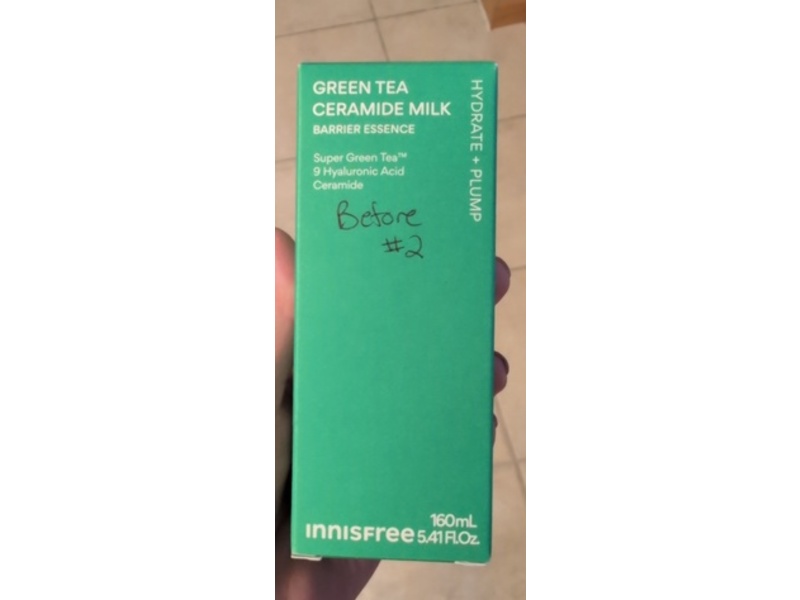 GREEN TEA
CERAMIDE MILK
BARRIER ESSENCE
HYDRATE + PLUMP
Super Green Tea™
9 Hyaluronic Acid
Ceramide
Before
#2
innisfree
160mL
5.41 Fl.Oz.